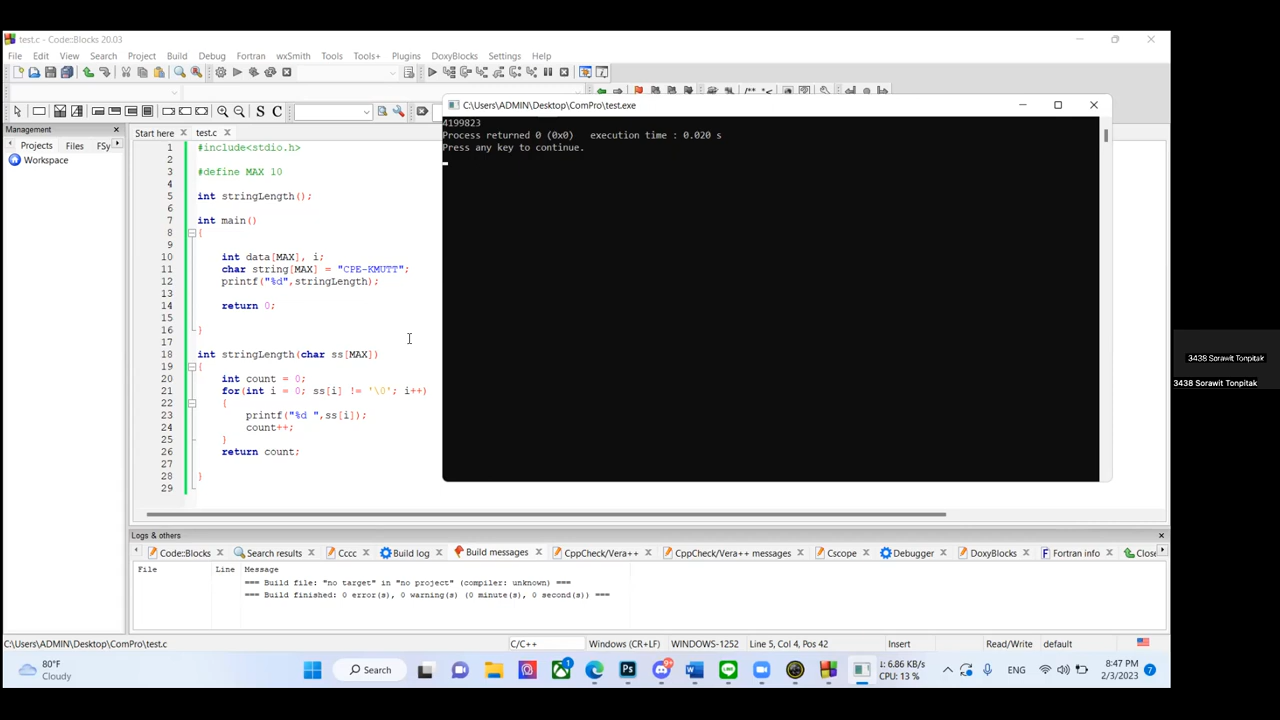 test.c - Code::Blocks 20.03
File Edit View Search Project Build Debug Fortran wxSmith Tools Tools+ Plugins DoxyBlocks Settings Help
S C
Management
Projects Files FSy
Workspace
Start here test.c
1 #include<stdio.h>
2
3 #define MAX 10
4
5 int stringLength();
6
7 int main()
8 {
9
10 int data[MAX], i;
11 char string[MAX] = "CPE-KMUTT";
12 printf("%d",stringLength);
13
14 return 0;
15
16 }
17
18 int stringLength(char ss[MAX])
19 {
20 int count = 0;
21 for(int i = 0; ss[i] != '\0'; i++)
22 {
23 printf("%d ",ss[i]);
24 count++;
25 }
26 return count;
27
28 }
29
C:\Users\ADMIN\Desktop\ComPro\test.exe
4199823
Process returned 0 (0x0) execution time : 0.020 s
Press any key to continue.
3438 Sorawit Tonpitak
3438 Sorawit Tonpitak
Logs & others
Code::Blocks Search results Cccc Build log Build messages CppCheck/Vera++ CppCheck/Vera++ messages Cscope Debugger DoxyBlocks Fortran info Close
File Line Message
=== Build file: "no target" in "no project" (compiler: unknown) ===
=== Build finished: 0 error(s), 0 warning(s) (0 minute(s), 0 second(s)) ===
C:\Users\ADMIN\Desktop\ComPro\test.c C/C++ Windows (CR+LF) WINDOWS-1252 Line 5, Col 4, Pos 42 Insert Read/Write default
80°F
Cloudy
Search
1
9+
Ps
↓: 6.86 KB/s
CPU: 13 %
ENG
8:47 PM
2/3/2023
7